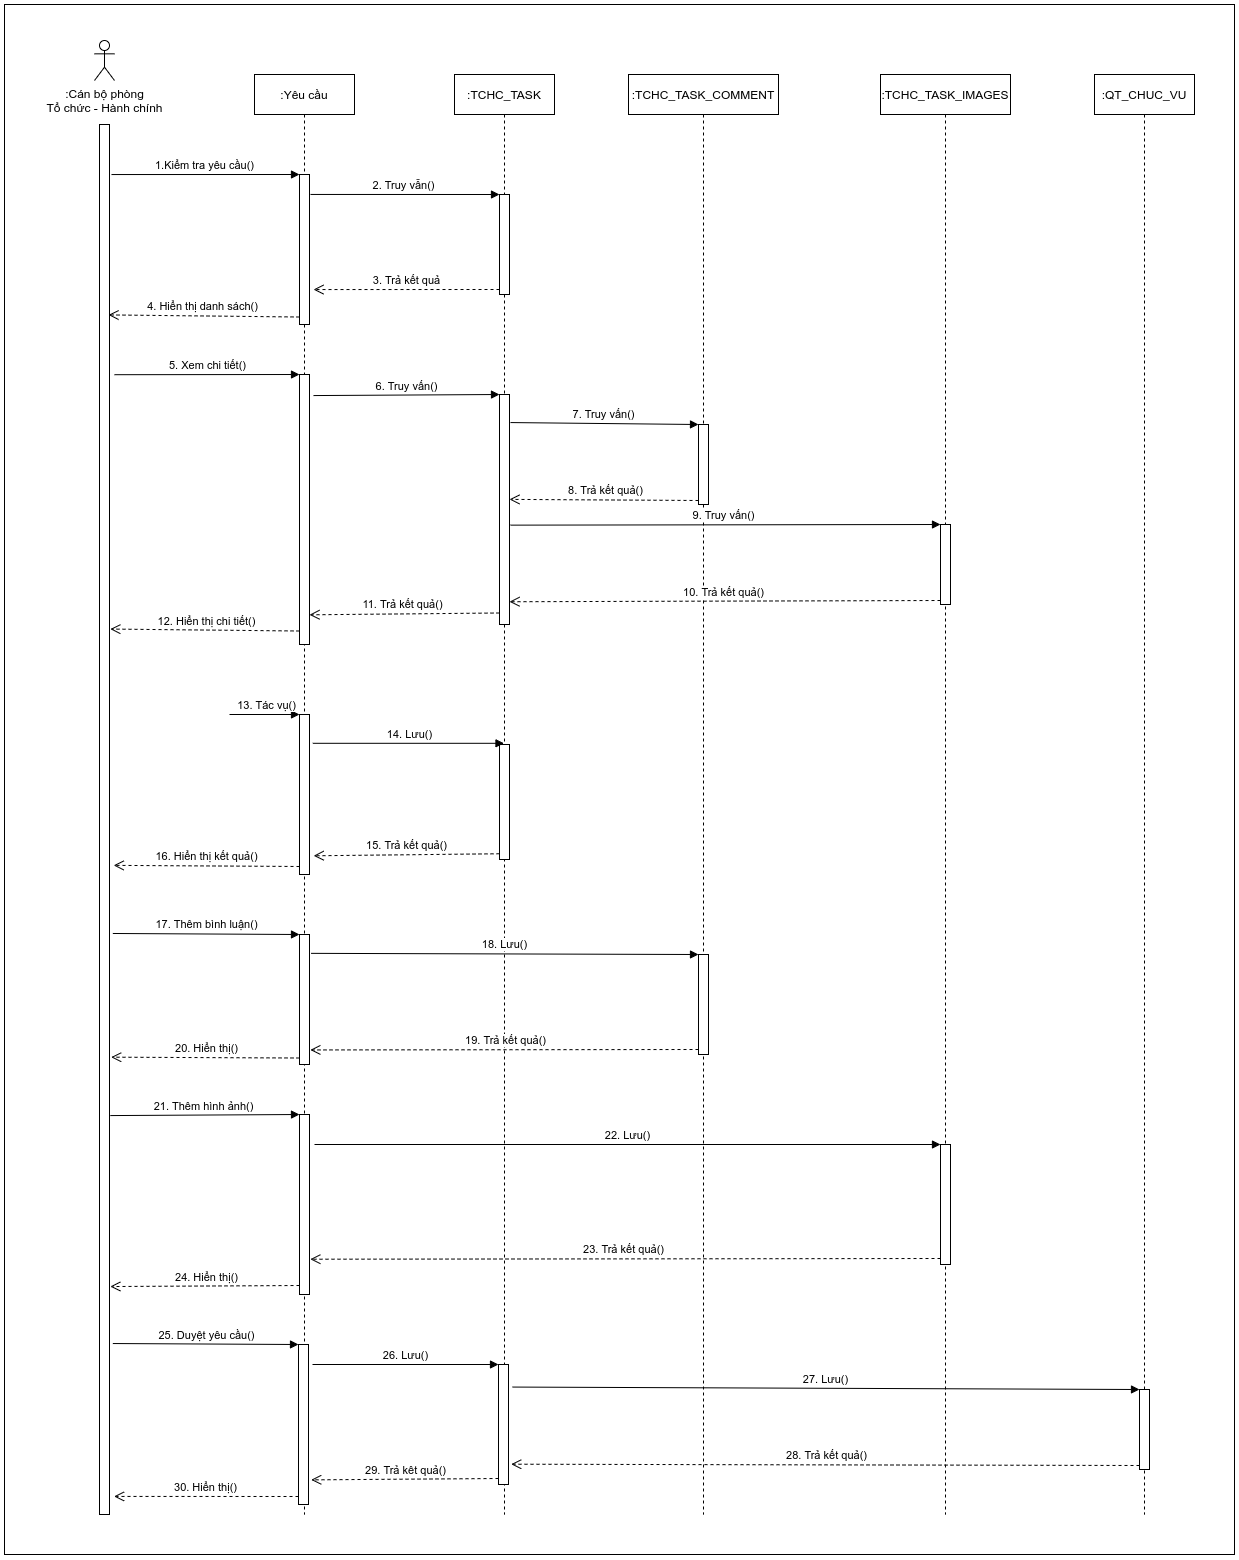 :Cán bộ phòng
Tổ chức - Hành chính
:Yêu cầu
:TCHC_TASK
:TCHC_TASK_COMMENT
:TCHC_TASK_IMAGES
:QT_CHUC_VU
1.Kiểm tra yêu cầu()
2. Truy vẫn()
3. Trả kết quả
4. Hiển thị danh sách()
5. Xem chi tiết()
6. Truy vấn()
7. Truy vấn()
8. Trả kết quả()
9. Truy vấn()
10. Trả kết quả()
11. Trả kết quả()
12. Hiển thị chi tiết()
13. Tác vụ()
14. Lưu()
15. Trả kết quả()
16. Hiển thị kết quả()
17. Thêm bình luận()
18. Lưu()
19. Trả kết quả()
20. Hiển thị()
21. Thêm hình ảnh()
22. Lưu()
23. Trả kết quả()
24. Hiển thị()
25. Duyệt yêu cầu()
26. Lưu()
27. Lưu()
28. Trả kết quả()
29. Trả kêt quả()
30. Hiển thị()